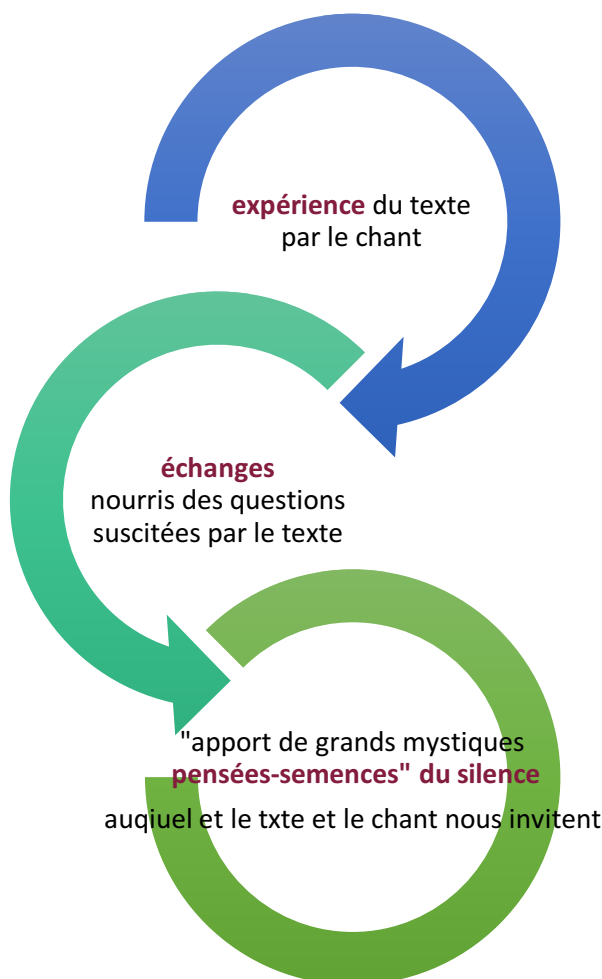 expérience du texte
par le chant
échanges
nourris des questions
suscitées par le texte
"apport de grands mystiques
pensées-semences" du silence
auqiuel et le txte et le chant nous invitent